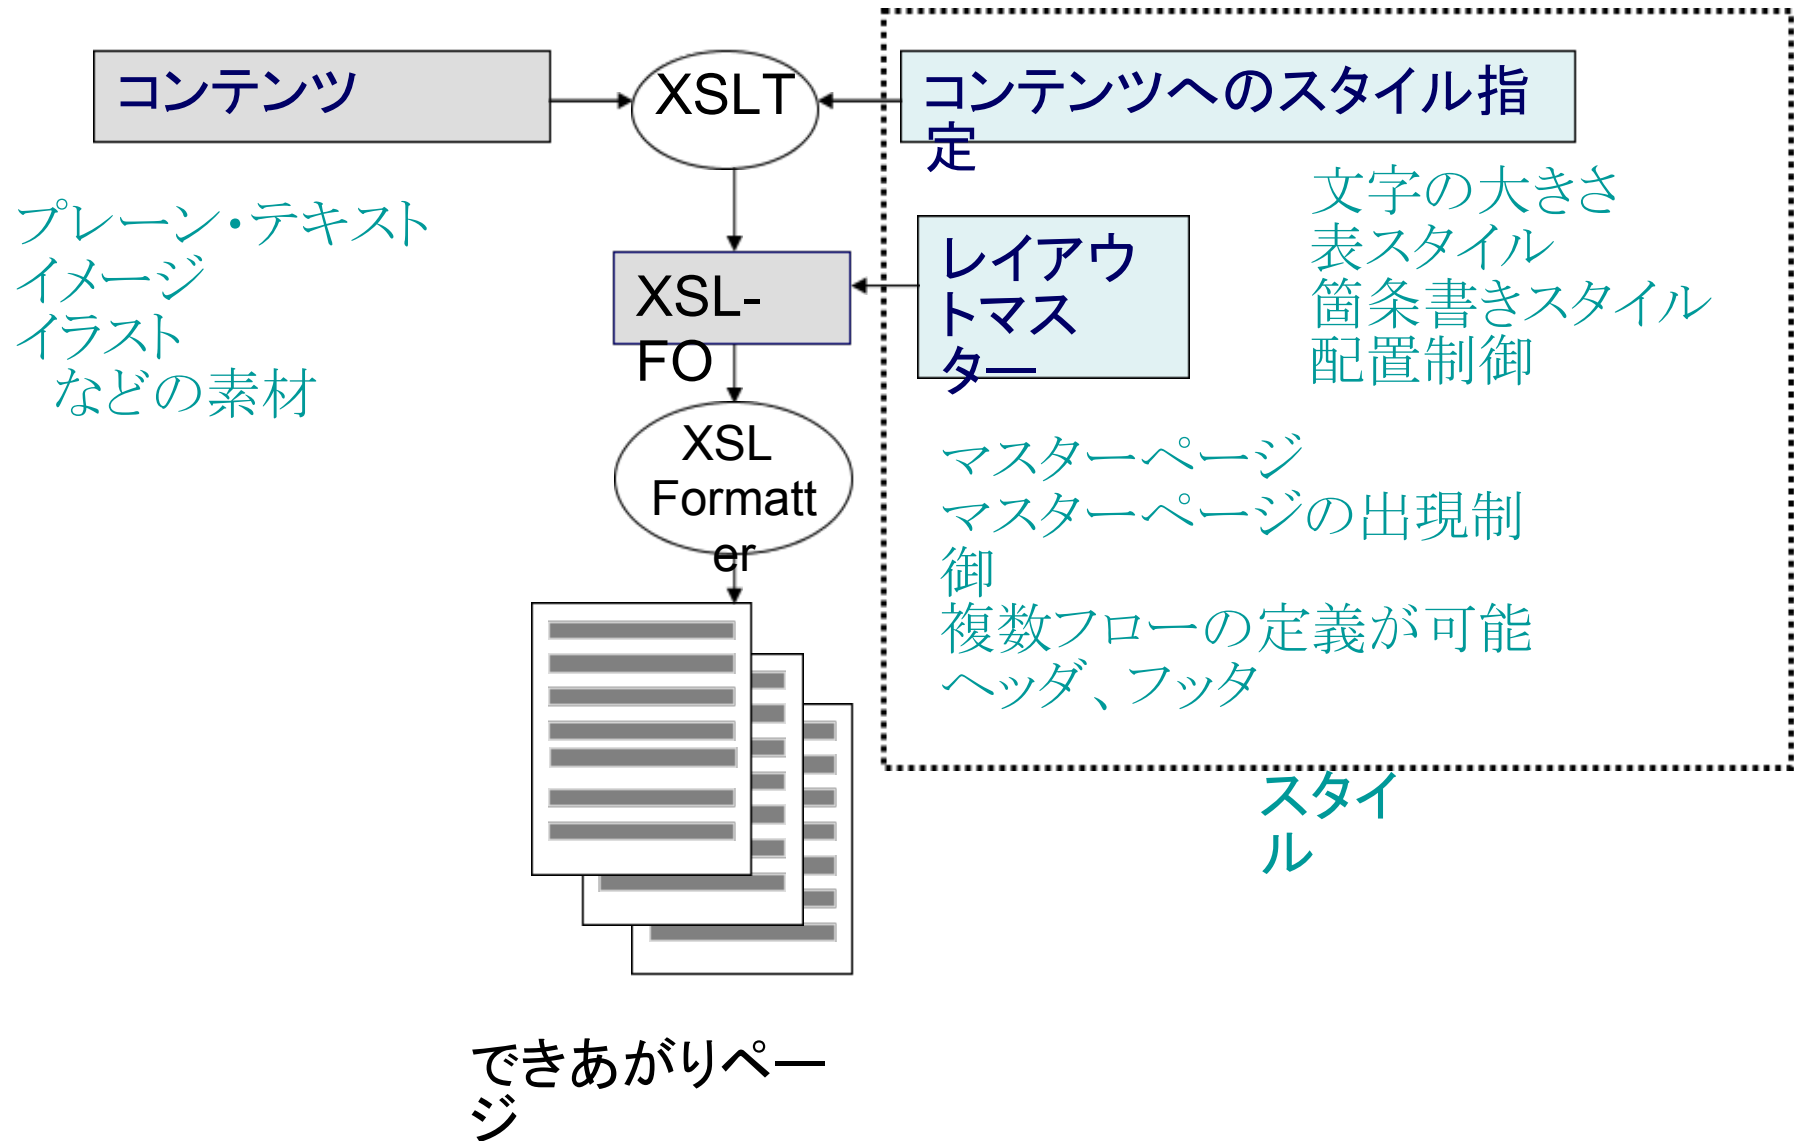 コンテンツ
XSLT
コンテンツへのスタイル指
定
プレーン・テキスト
イメージ
イラスト
などの素材
XSL-
FO
レイアウ
トマス
ター
文字の大きさ
表スタイル
箇条書きスタイル
配置制御
XSL
Formatt
er
マスターページ
マスターページの出現制
御
複数フローの定義が可能
ヘッダ、フッタ
スタイ
ル
できあがりペー
ジ